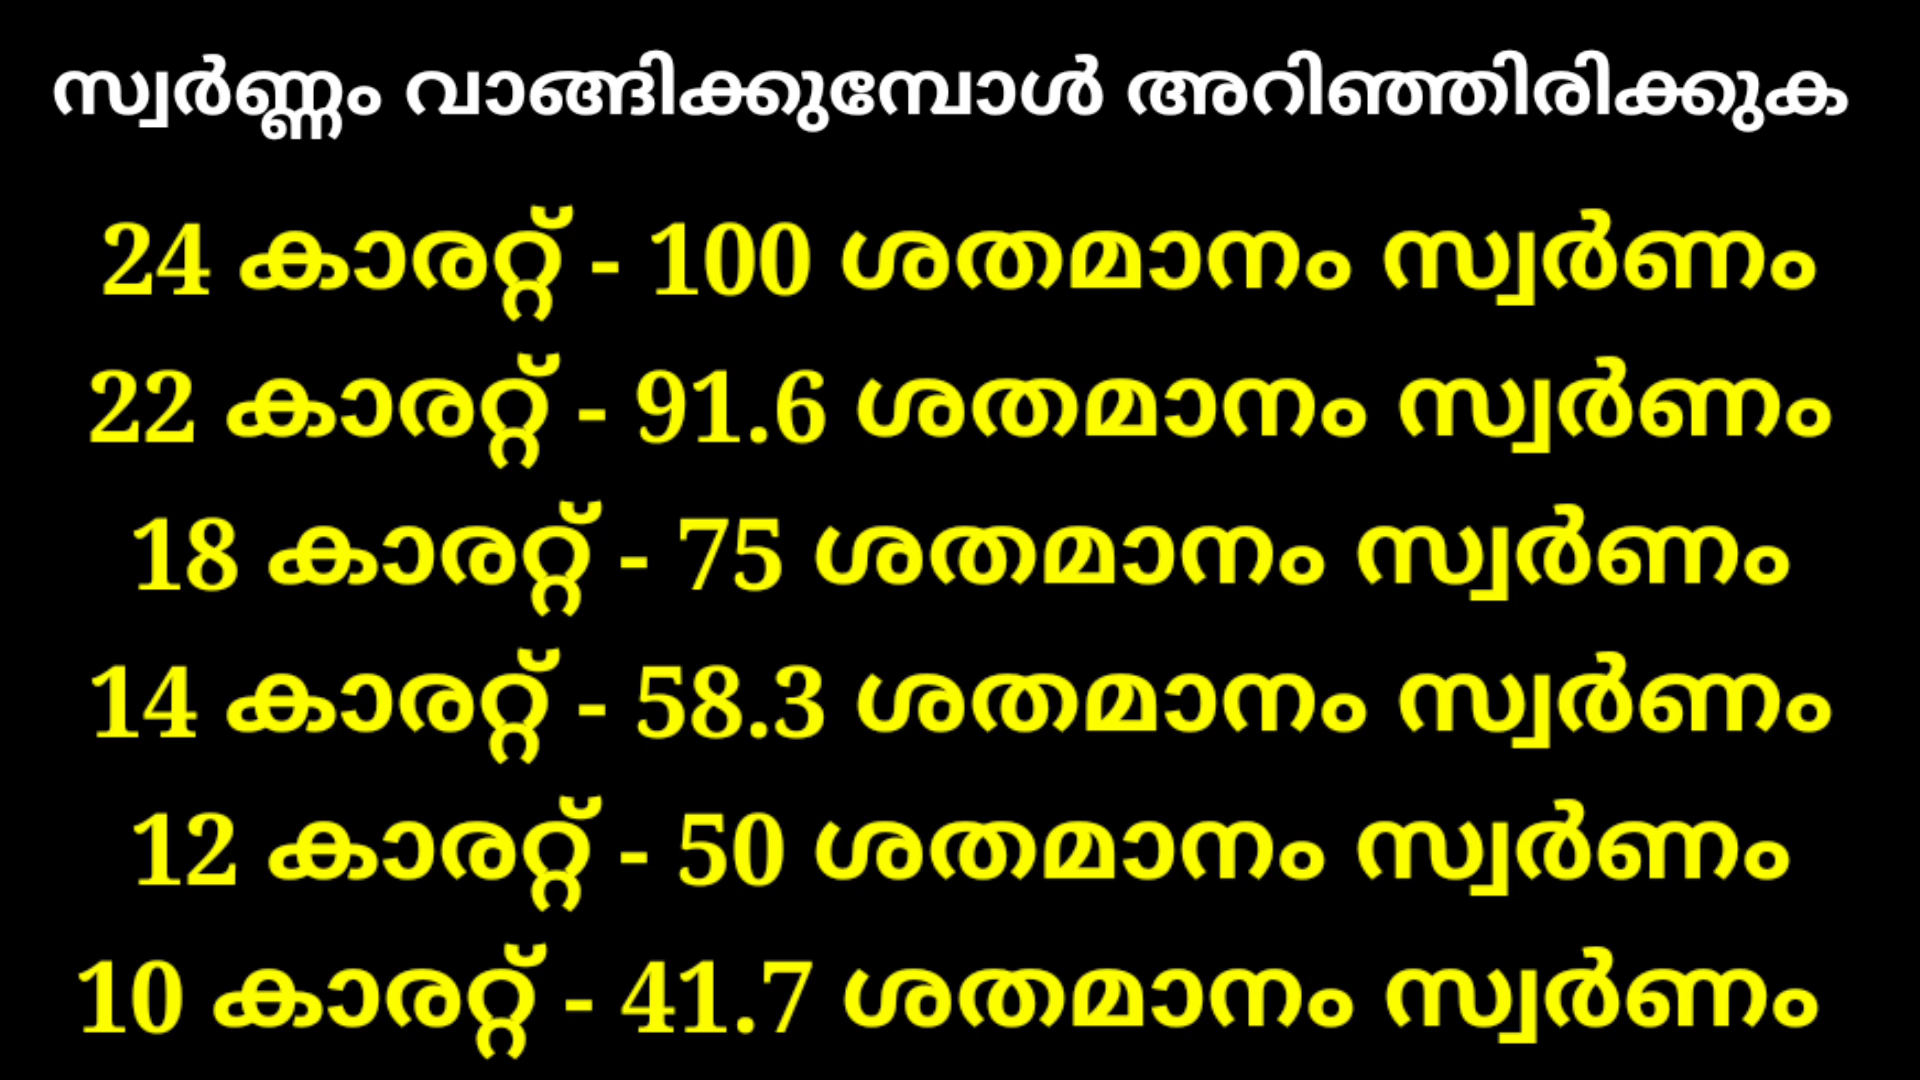 സ്വർണ്ണം വാങ്ങിക്കുമ്പോൾ അറിഞ്ഞിരിക്കുക
24 കാരറ്റ് - 100 ശതമാനം സ്വർണം
22 കാരറ്റ് - 91.6 ശതമാനം സ്വർണം
18 കാരറ്റ് - 75 ശതമാനം സ്വർണം
14 കാരറ്റ് - 58.3 ശതമാനം സ്വർണം
12 കാരറ്റ് - 50 ശതമാനം സ്വർണം
10 കാരറ്റ് - 41.7 ശതമാനം സ്വർണം